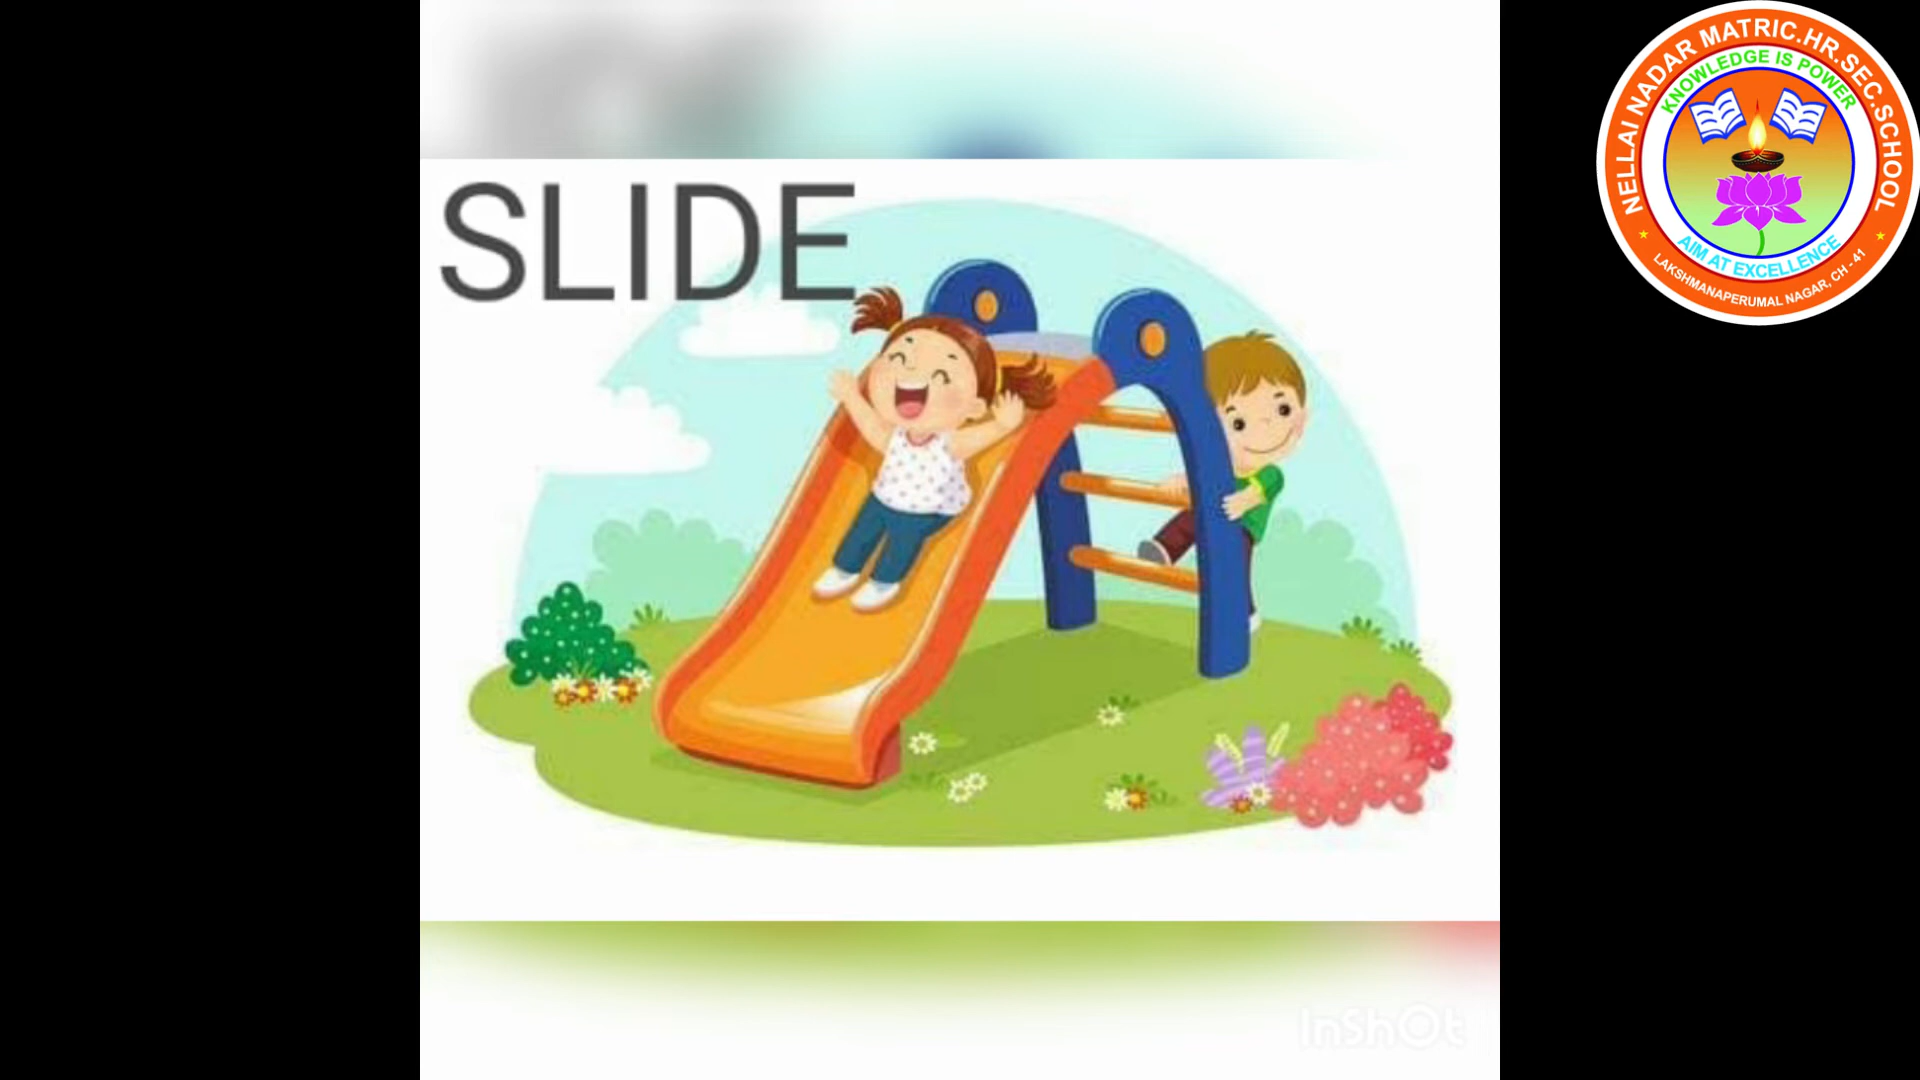 SLIDE
NELLAI NADAR MATRIC.HR.SEC.SCHOOL
KNOWLEDGE IS POWER
AIM AT EXCELLENCE
LAKSHMANAPERUMAL NAGAR, CH - 41
InShOt